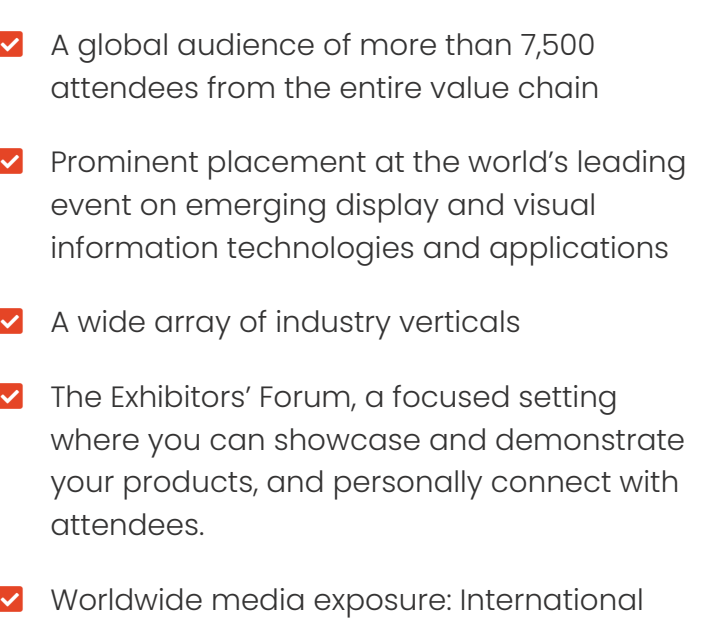 A global audience of more than 7,500
attendees from the entire value chain
Prominent placement at the world's leading
event on emerging display and visual
information technologies and applications
A wide array of industry verticals
The Exhibitors' Forum, a focused setting
where you can showcase and demonstrate
your products, and personally connect with
attendees.
Worldwide media exposure: International